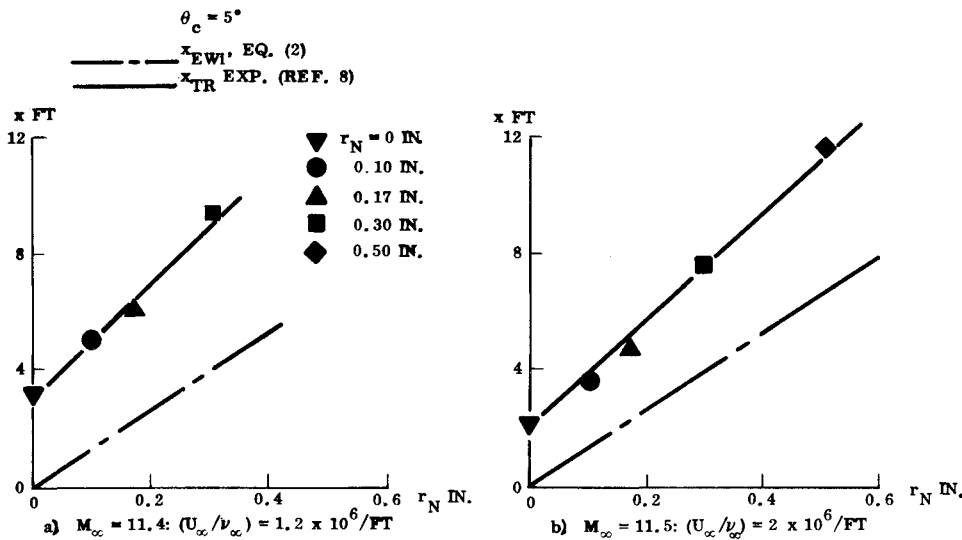 θc = 5°
xEWI, EQ. (2)
xTR EXP. (REF. 8)
x FT
12
8
4
0
rN = 0 IN.
0.10 IN.
0.17 IN.
0.30 IN.
0.50 IN.
0 0.2 0.4 0.6 rN IN.
a) M∞ = 11.4: (U∞/ν∞) = 1.2 x 10^6/FT
x FT
12
8
4
0
0 0.2 0.4 0.6 rN IN.
b) M∞ = 11.5: (U∞/ν∞) = 2 x 10^6/FT